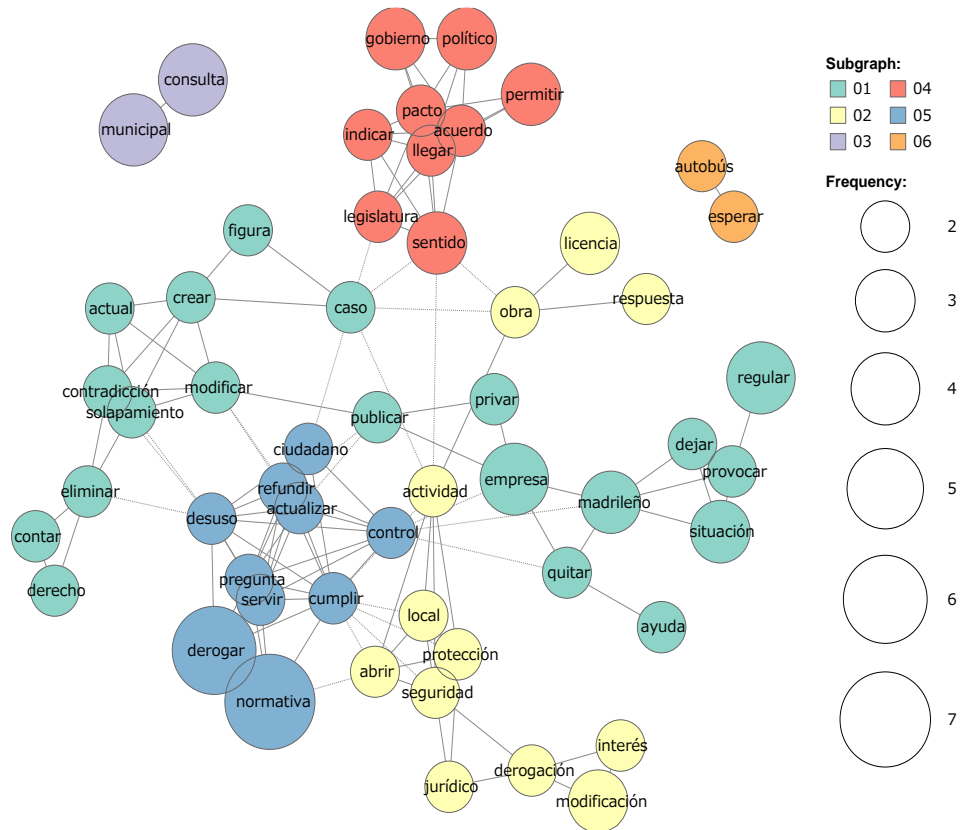 gobierno político
consulta
permitir
pacto
municipal
indicar acuerdo
llegar
autobús
legislatura esperar
figura
sentido licencia
crear respuesta
actual caso obra
regular
contradicción modificar
solapamiento publicar privar
dejar
ciudadano provocar
eliminar refundir actividad empresa
madrileño
actualizar
desuso control situación
contar
pregunta quitar
derecho servir cumplir
local ayuda
derogar
protección
abrir
seguridad
normativa
interés
derogación
jurídico
modificación
Subgraph:
01 04
02 05
03 06
Frequency:
2
3
4
5
6
7